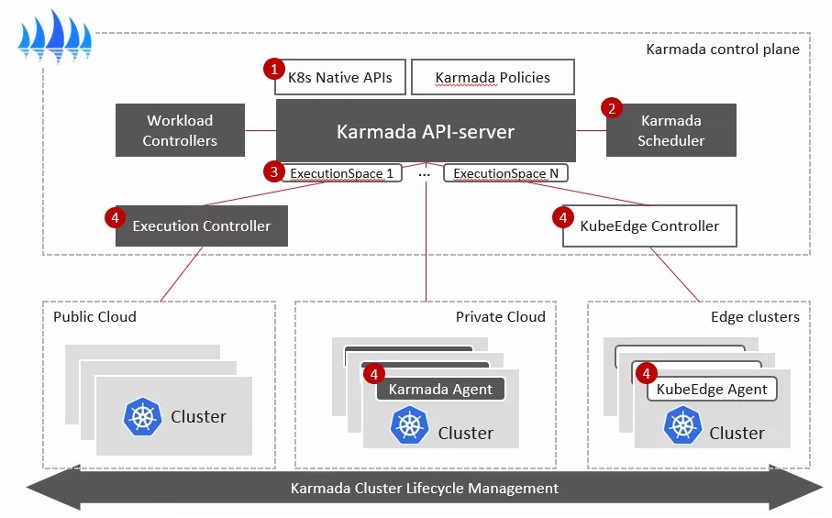 Karmada control plane
1
K8s Native APIs
Karmada Policies
Workload
Controllers
Karmada API-server
2
Karmada
Scheduler
3
ExecutionSpace 1
...
ExecutionSpace N
4
Execution Controller
4
KubeEdge Controller
Public Cloud
Private Cloud
Edge clusters
4
Karmada Agent
4
KubeEdge Agent
Cluster
Cluster
Cluster
Karmada Cluster Lifecycle Management